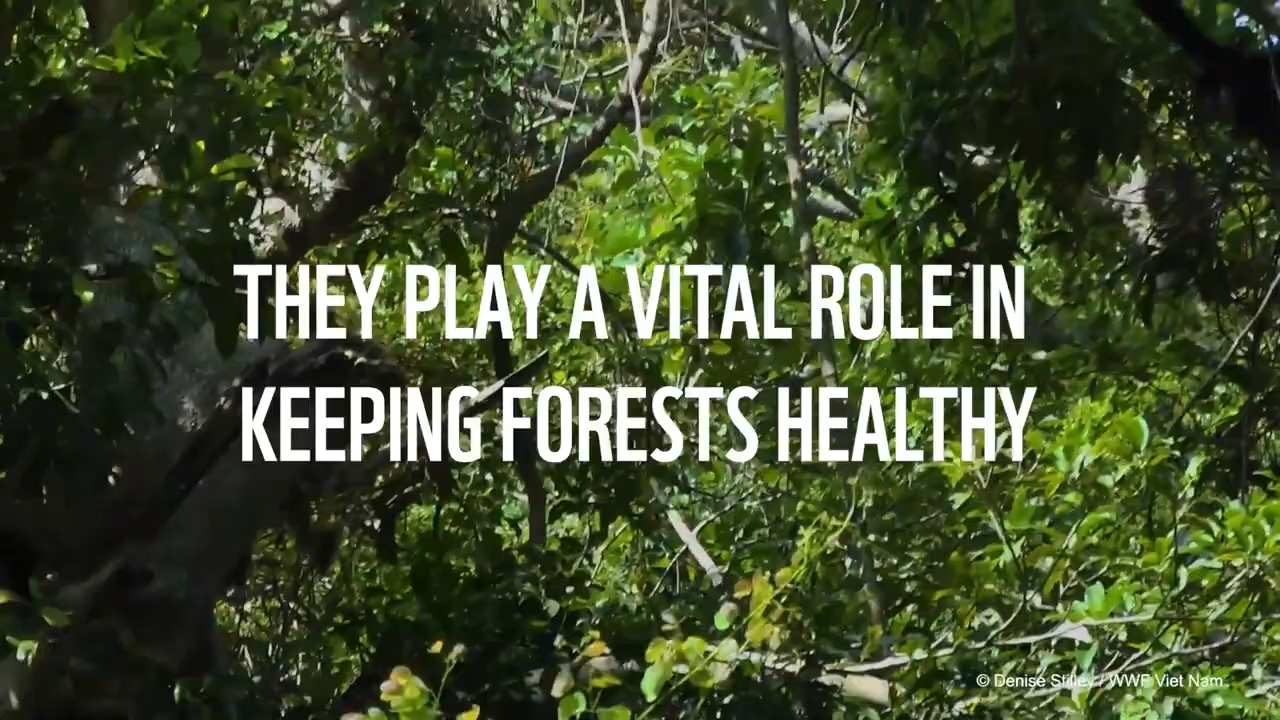 THEY PLAY A VITAL ROLE IN
KEEPING FORESTS HEALTHY
© Denise Stilley / WWF Viet Nam